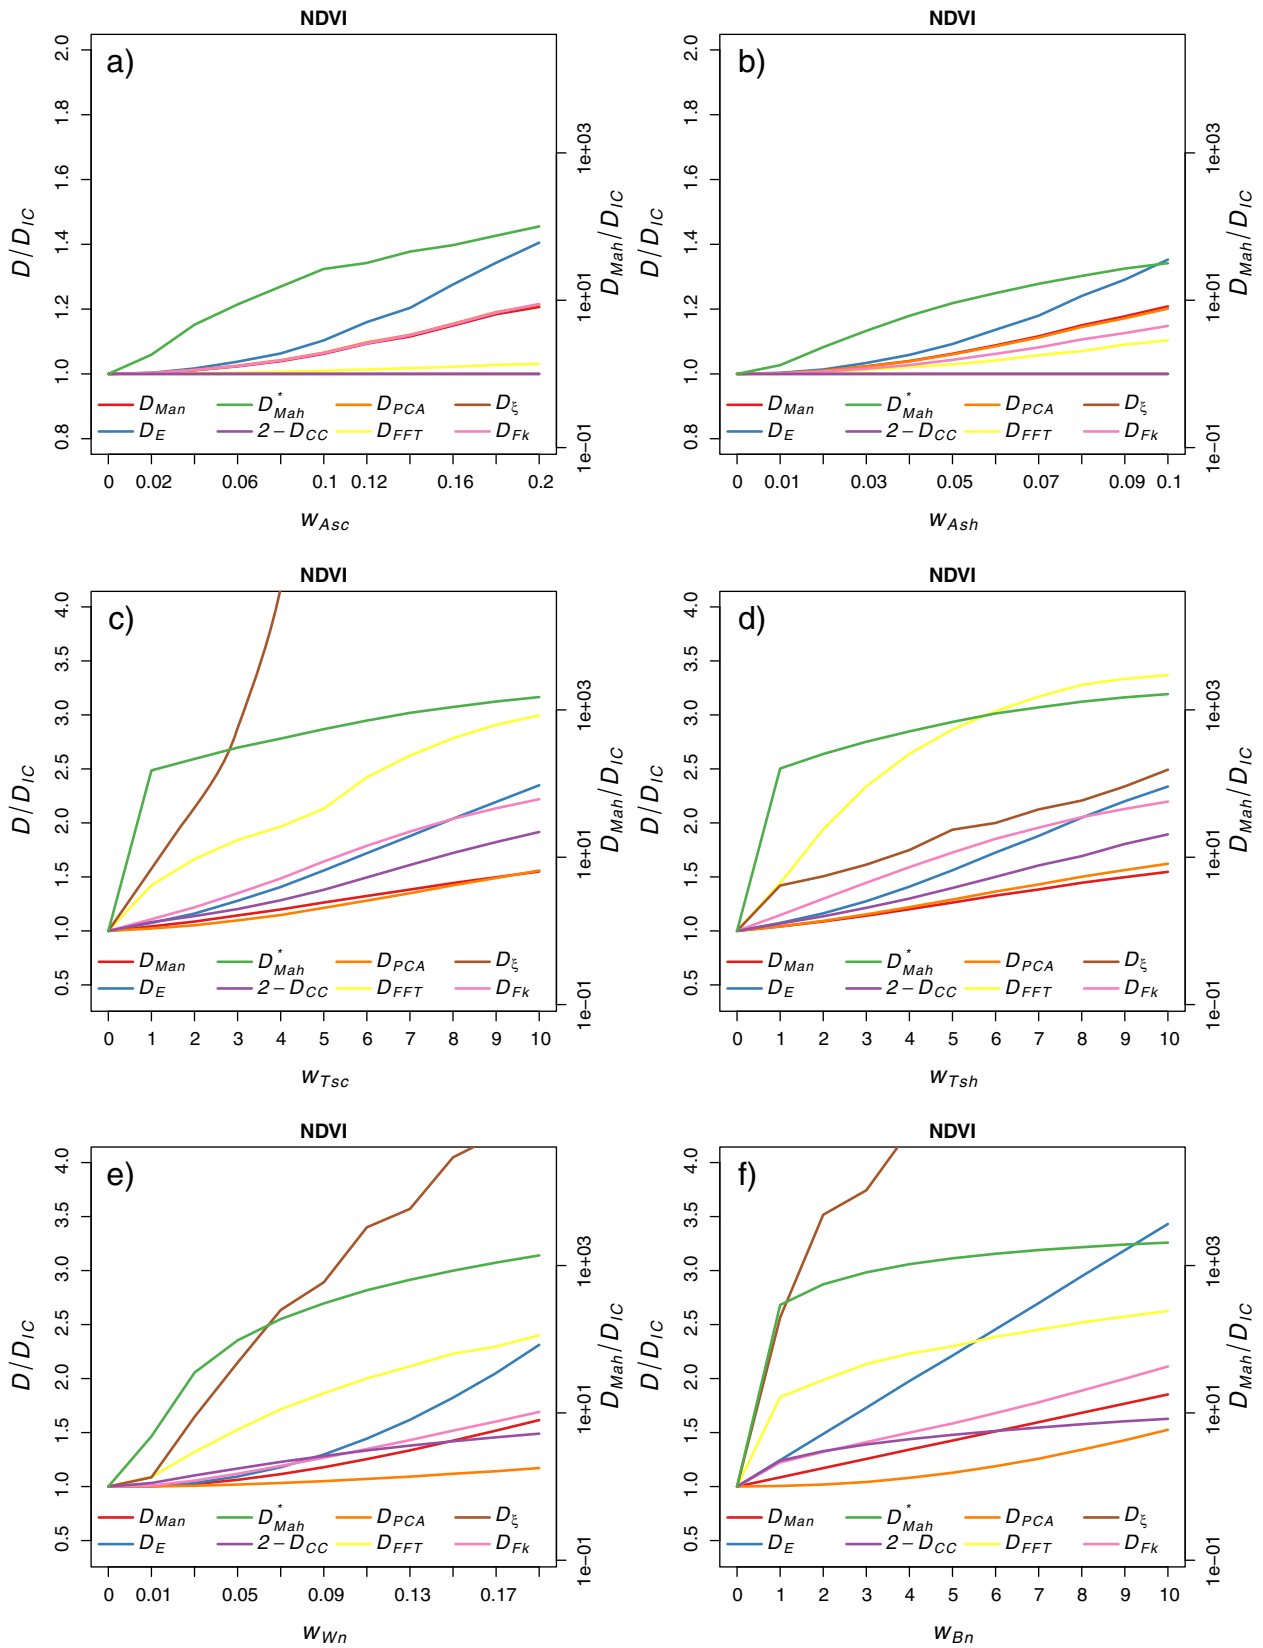 NDVI
a)
2.0
1.8
1.6
1.4
1.2
1.0
0.8
D/D_IC
1e+03
1e+01
1e−01
D_Mah/D_IC
D_Man D*_Mah D_PCA D_ξ
D_E 2−D_CC D_FFT D_Fk
0 0.02 0.06 0.1 0.12 0.16 0.2
w_Asc
NDVI
b)
2.0
1.8
1.6
1.4
1.2
1.0
0.8
D/D_IC
1e+03
1e+01
1e−01
D_Mah/D_IC
D_Man D*_Mah D_PCA D_ξ
D_E 2−D_CC D_FFT D_Fk
0 0.01 0.03 0.05 0.07 0.09 0.1
w_Ash
NDVI
c)
4.0
3.5
3.0
2.5
2.0
1.5
1.0
0.5
D/D_IC
1e+03
1e+01
1e−01
D_Mah/D_IC
D_Man D*_Mah D_PCA D_ξ
D_E 2−D_CC D_FFT D_Fk
0 1 2 3 4 5 6 7 8 9 10
w_Tsc
NDVI
d)
4.0
3.5
3.0
2.5
2.0
1.5
1.0
0.5
D/D_IC
1e+03
1e+01
1e−01
D_Mah/D_IC
D_Man D*_Mah D_PCA D_ξ
D_E 2−D_CC D_FFT D_Fk
0 1 2 3 4 5 6 7 8 9 10
w_Tsh
NDVI
e)
4.0
3.5
3.0
2.5
2.0
1.5
1.0
0.5
D/D_IC
1e+03
1e+01
1e−01
D_Mah/D_IC
D_Man D*_Mah D_PCA D_ξ
D_E 2−D_CC D_FFT D_Fk
0 0.01 0.05 0.09 0.13 0.17
w_Wn
NDVI
f)
4.0
3.5
3.0
2.5
2.0
1.5
1.0
0.5
D/D_IC
1e+03
1e+01
1e−01
D_Mah/D_IC
D_Man D*_Mah D_PCA D_ξ
D_E 2−D_CC D_FFT D_Fk
0 1 2 3 4 5 6 7 8 9 10
w_Bn